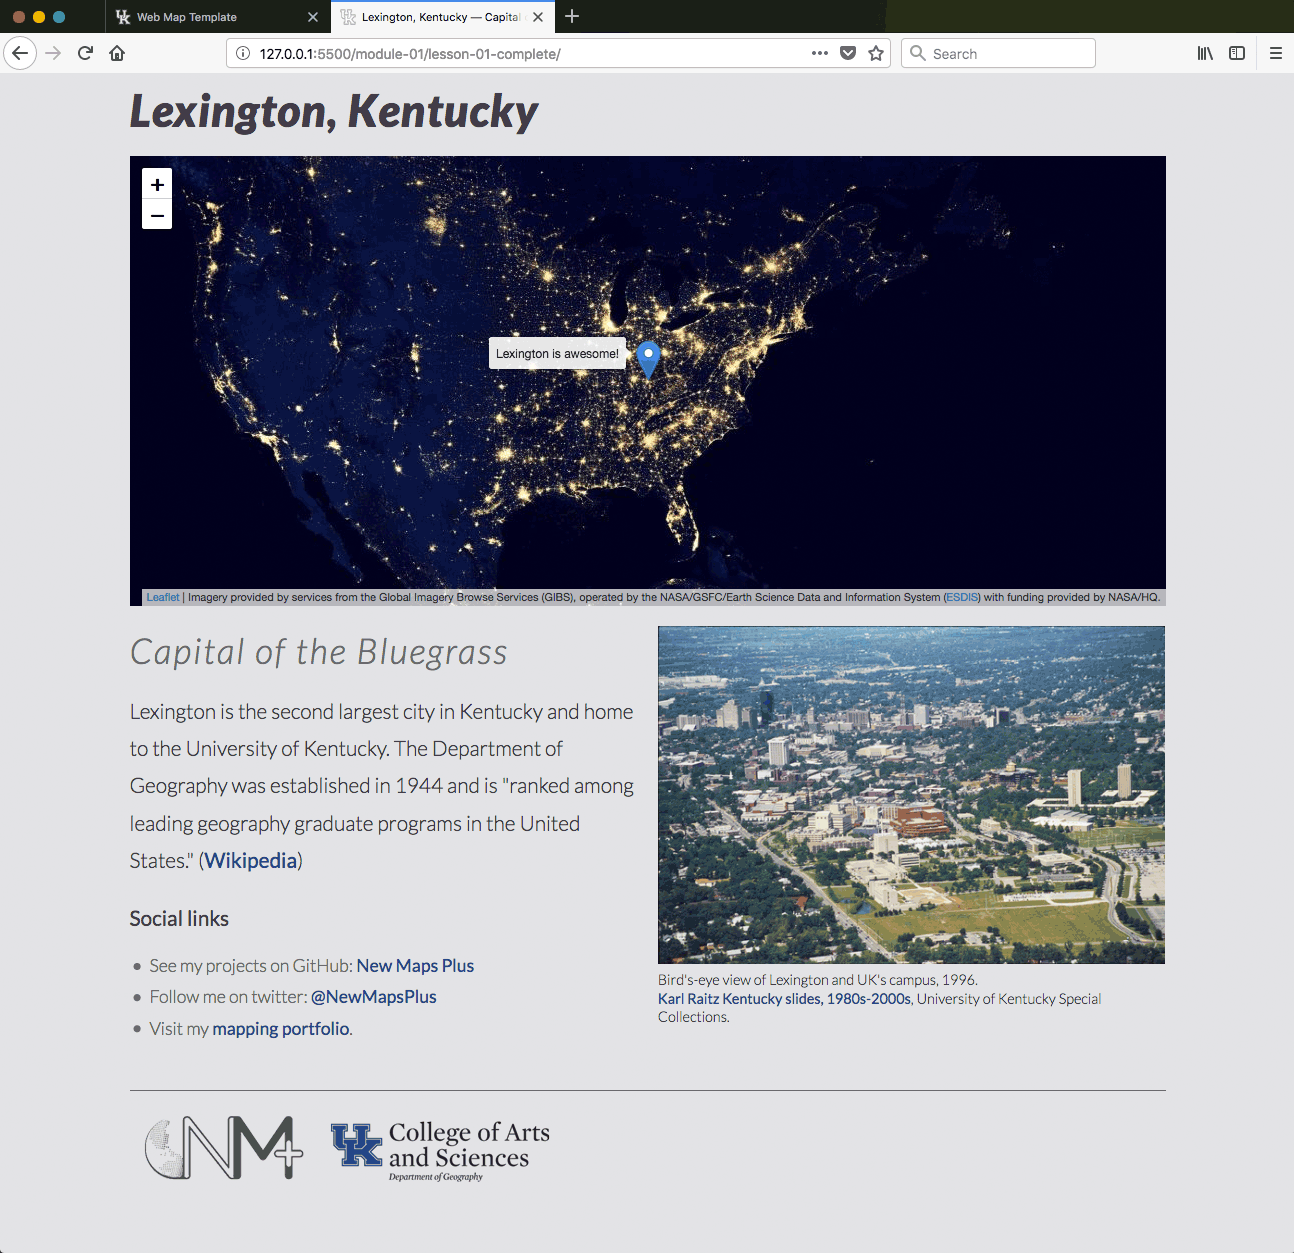 UK Web Map Template
UK Lexington, Kentucky — Capital
127.0.0.1:5500/module-01/lesson-01-complete/
Search
Lexington, Kentucky
+
−
Lexington is awesome!
Leaflet | Imagery provided by services from the Global Imagery Browse Services (GIBS), operated by the NASA/GSFC/Earth Science Data and Information System (ESDIS) with funding provided by NASA/HQ.
Capital of the Bluegrass
Lexington is the second largest city in Kentucky and home
to the University of Kentucky. The Department of
Geography was established in 1944 and is "ranked among
leading geography graduate programs in the United
States." (Wikipedia)
Social links
• See my projects on GitHub: New Maps Plus
• Follow me on twitter: @NewMapsPlus
• Visit my mapping portfolio.
Bird's-eye view of Lexington and UK's campus, 1996.
Karl Raitz Kentucky slides, 1980s-2000s, University of Kentucky Special
Collections.
NM+
UK College of Arts
and Sciences
Department of Geography